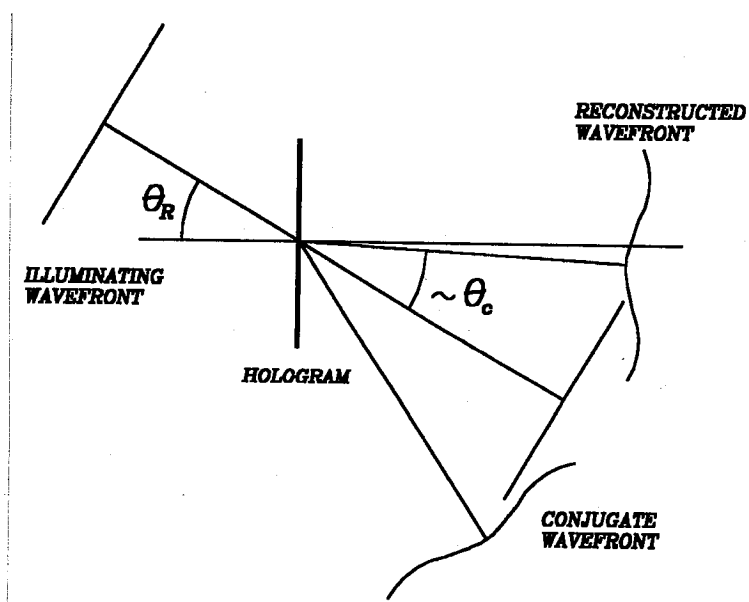 RECONSTRUCTED
WAVEFRONT
θR
ILLUMINATING
WAVEFRONT
~θc
HOLOGRAM
CONJUGATE
WAVEFRONT